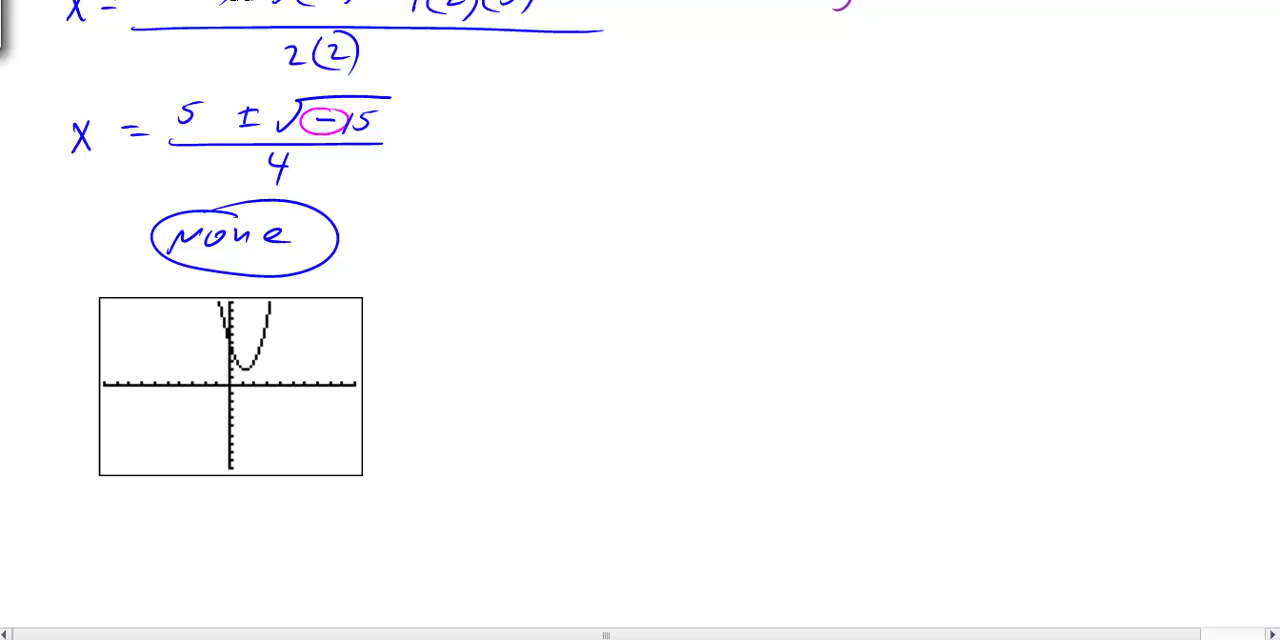 x =
2(2)
x = 5 ± √-15
4
none